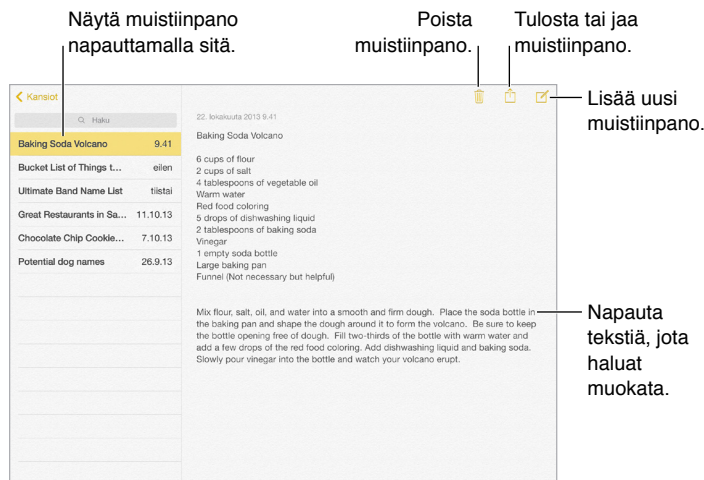 Näytä muistiinpano
napauttamalla sitä.
Poista
muistiinpano.
Tulosta tai jaa
muistiinpano.
Lisää uusi
muistiinpano.
Kansiot
Haku
Baking Soda Volcano 9.41
Bucket List of Things t... eilen
Ultimate Band Name List tiistai
Great Restaurants in Sa... 11.10.13
Chocolate Chip Cookie... 7.10.13
Potential dog names 26.9.13
22. lokakuuta 2013 9.41
Baking Soda Volcano
6 cups of flour
2 cups of salt
4 tablespoons of vegetable oil
Warm water
Red food coloring
5 drops of dishwashing liquid
2 tablespoons of baking soda
Vinegar
1 empty soda bottle
Large baking pan
Funnel (Not necessary but helpful)
Mix flour, salt, oil, and water into a smooth and firm dough.  Place the soda bottle in
the baking pan and shape the dough around it to form the volcano.  Be sure to keep
the bottle opening free of dough.  Fill two-thirds of the bottle with warm water and
add a few drops of the red food coloring. Add dishwashing liquid and baking soda.
Slowly pour vinegar into the bottle and watch your volcano erupt.
Napauta
tekstiä, jota
haluat
muokata.